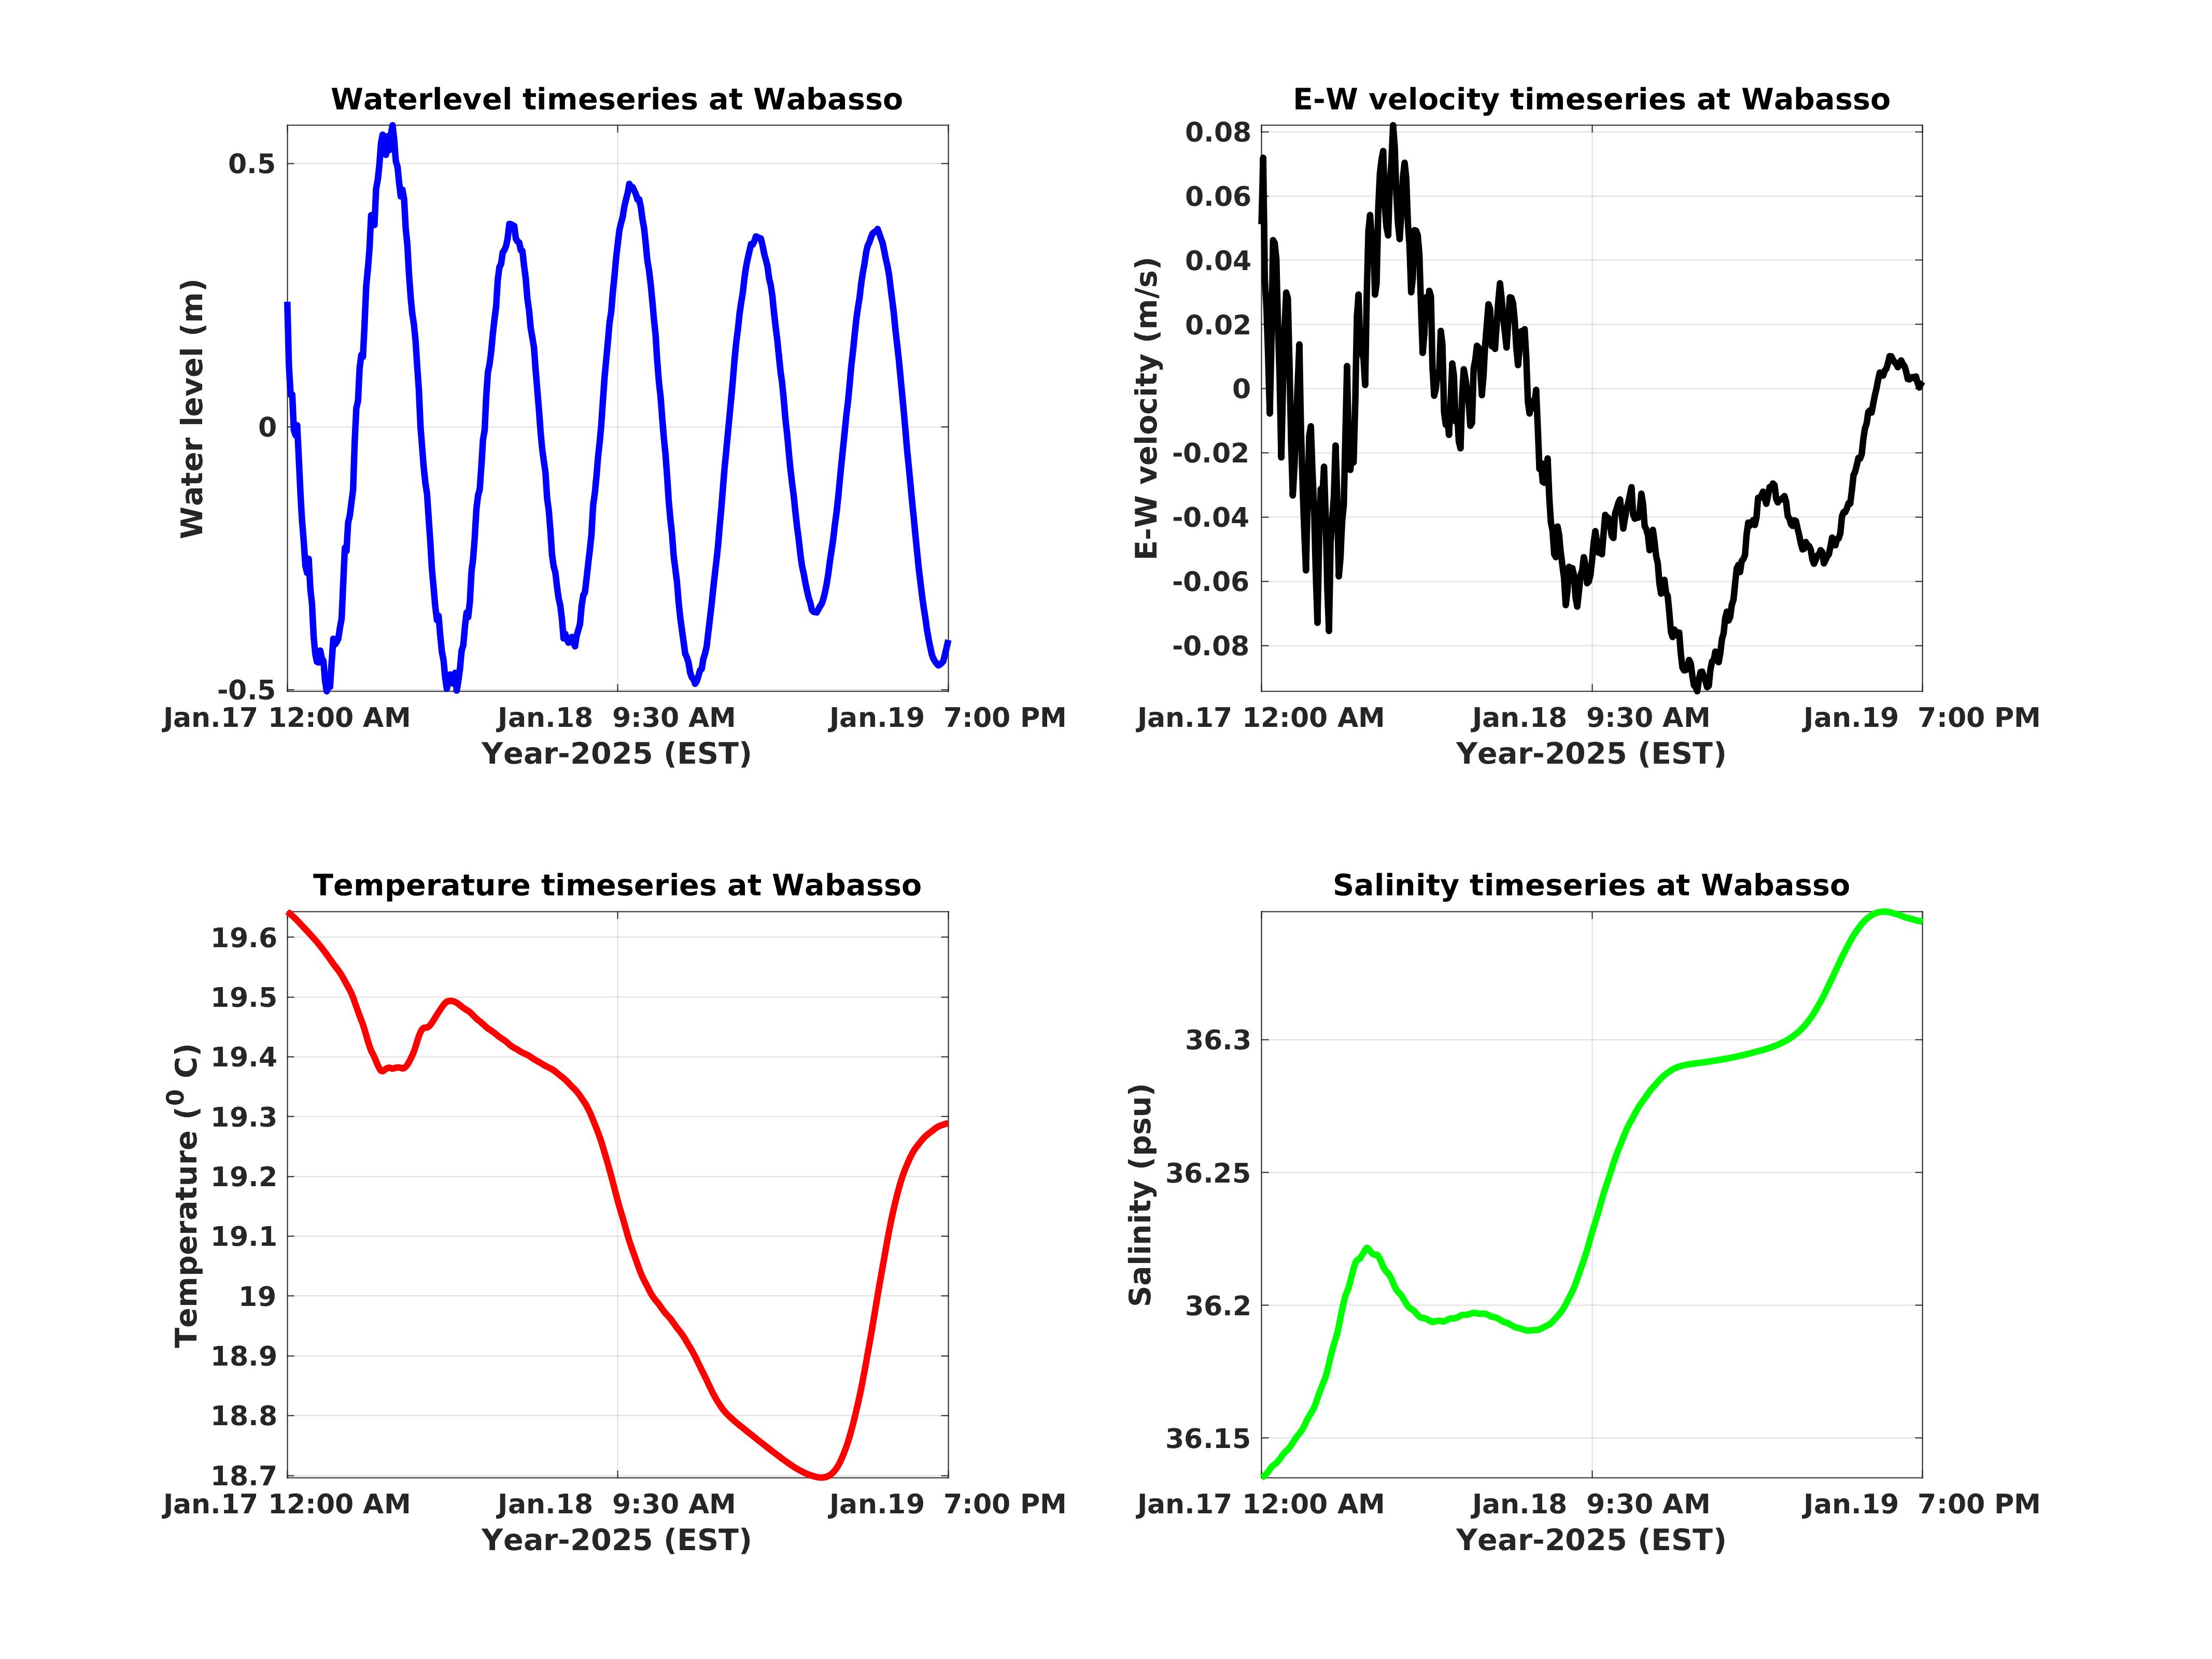 Waterlevel timeseries at Wabasso
Water level (m)
0.5
0
-0.5
Jan.17 12:00 AM Jan.18  9:30 AM Jan.19  7:00 PM
Year-2025 (EST)
E-W velocity timeseries at Wabasso
E-W velocity (m/s)
0.08
0.06
0.04
0.02
0
-0.02
-0.04
-0.06
-0.08
Jan.17 12:00 AM Jan.18  9:30 AM Jan.19  7:00 PM
Year-2025 (EST)
Temperature timeseries at Wabasso
Temperature (⁰ C)
19.6
19.5
19.4
19.3
19.2
19.1
19
18.9
18.8
18.7
Jan.17 12:00 AM Jan.18  9:30 AM Jan.19  7:00 PM
Year-2025 (EST)
Salinity timeseries at Wabasso
Salinity (psu)
36.3
36.25
36.2
36.15
Jan.17 12:00 AM Jan.18  9:30 AM Jan.19  7:00 PM
Year-2025 (EST)